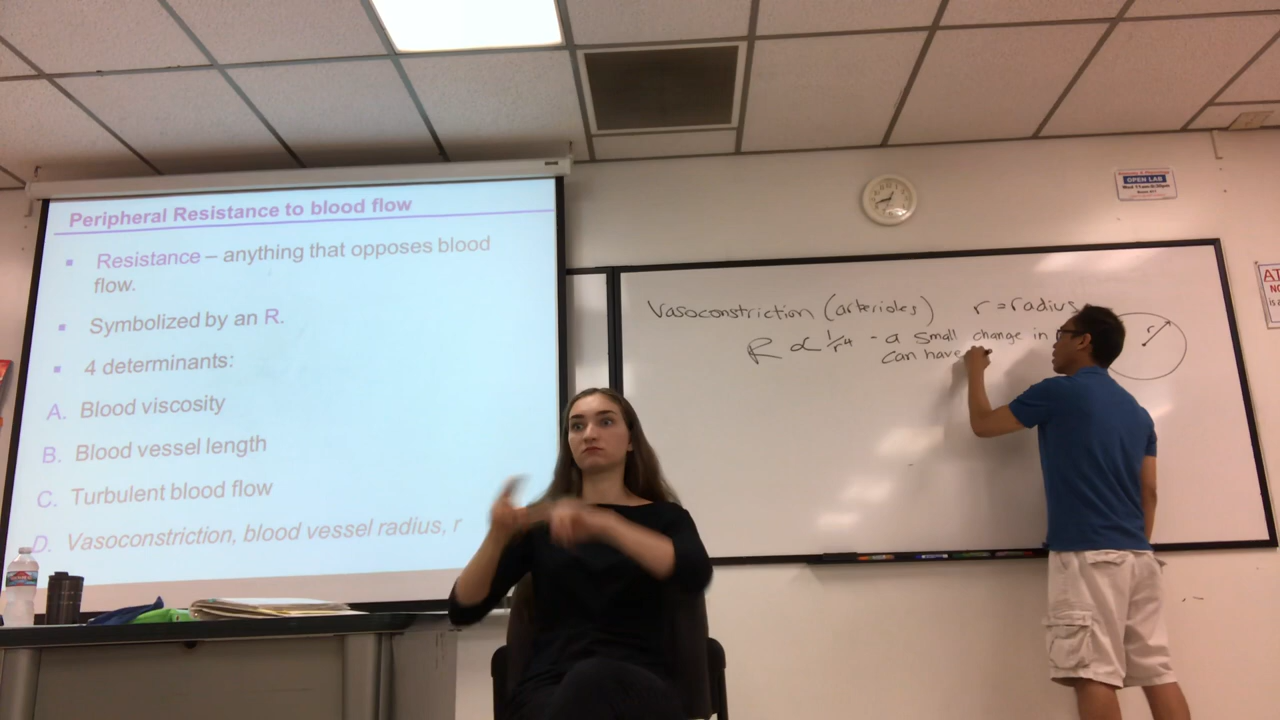 Peripheral Resistance to blood flow
Resistance – anything that opposes blood
flow.
Symbolized by an R.
4 determinants:
A. Blood viscosity
B. Blood vessel length
C. Turbulent blood flow
D. Vasoconstriction, blood vessel radius, r
Vasoconstriction (arterioles) r = radius
R ∝ 1/r4 - a small change in
can have
r
OPEN LAB